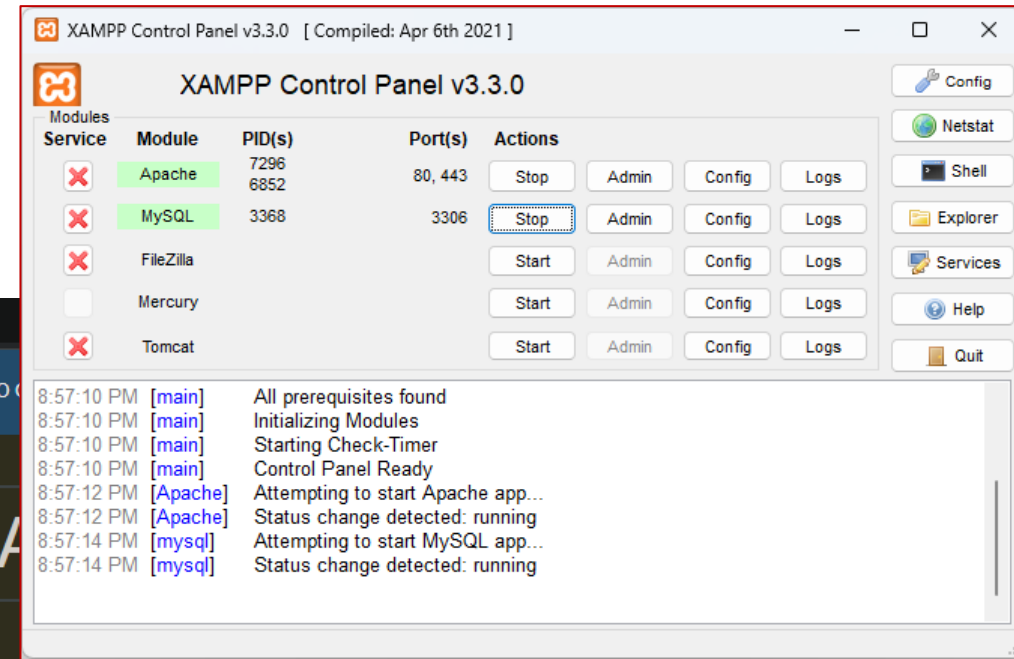 XAMPP Control Panel v3.3.0 [ Compiled: Apr 6th 2021 ]
XAMPP Control Panel v3.3.0
Config
Modules
Service Module PID(s) Port(s) Actions
Netstat
Apache 7296 6852 80, 443 Stop Admin Config Logs
Shell
MySQL 3368 3306 Stop Admin Config Logs
Explorer
FileZilla Start Admin Config Logs
Services
Mercury Start Admin Config Logs
Help
Tomcat Start Admin Config Logs
Quit
8:57:10 PM [main] All prerequisites found
8:57:10 PM [main] Initializing Modules
8:57:10 PM [main] Starting Check-Timer
8:57:10 PM [main] Control Panel Ready
8:57:12 PM [Apache] Attempting to start Apache app...
8:57:12 PM [Apache] Status change detected: running
8:57:14 PM [mysql] Attempting to start MySQL app...
8:57:14 PM [mysql] Status change detected: running